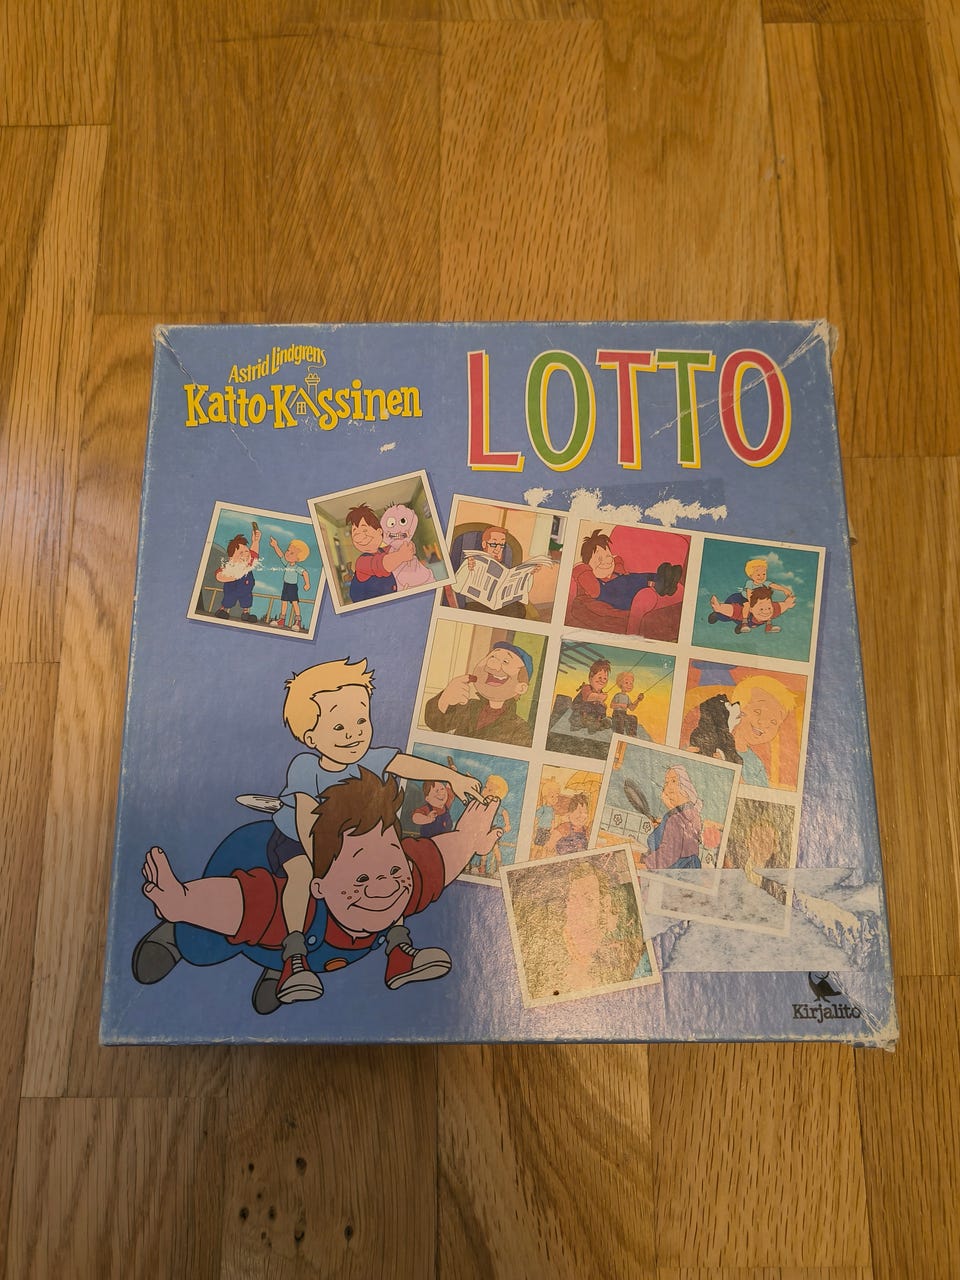 Astrid Lindgrens
Katto-Kassinen
LOTTO
Kirjalito